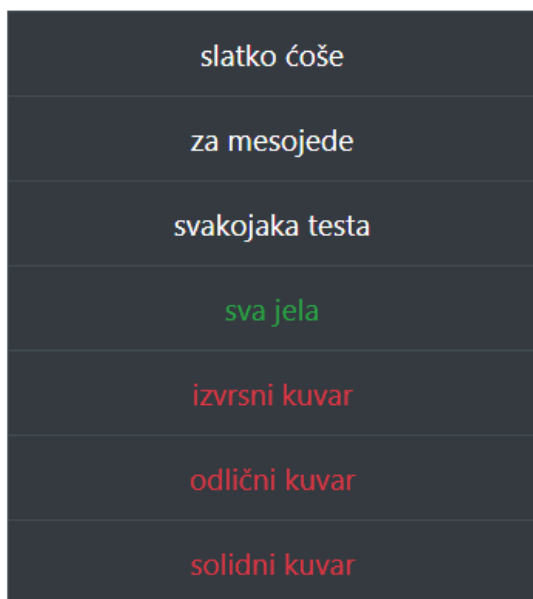 slatko ćoše
za mesojede
svakojaka testa
sva jela
izvrsni kuvar
odlični kuvar
solidni kuvar